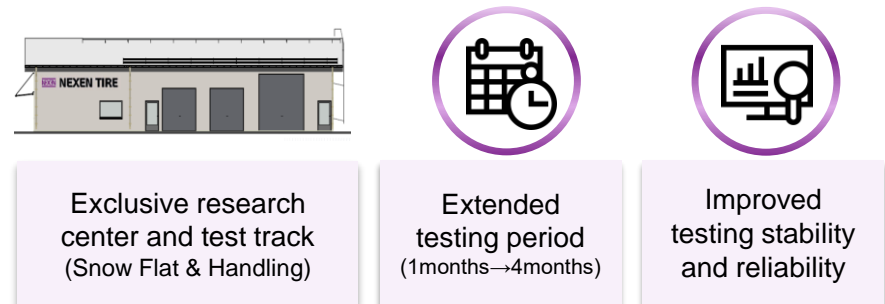 NEXEN TIRE
Exclusive research
center and test track
(Snow Flat & Handling)
Extended
testing period
(1months→4months)
Improved
testing stability
and reliability